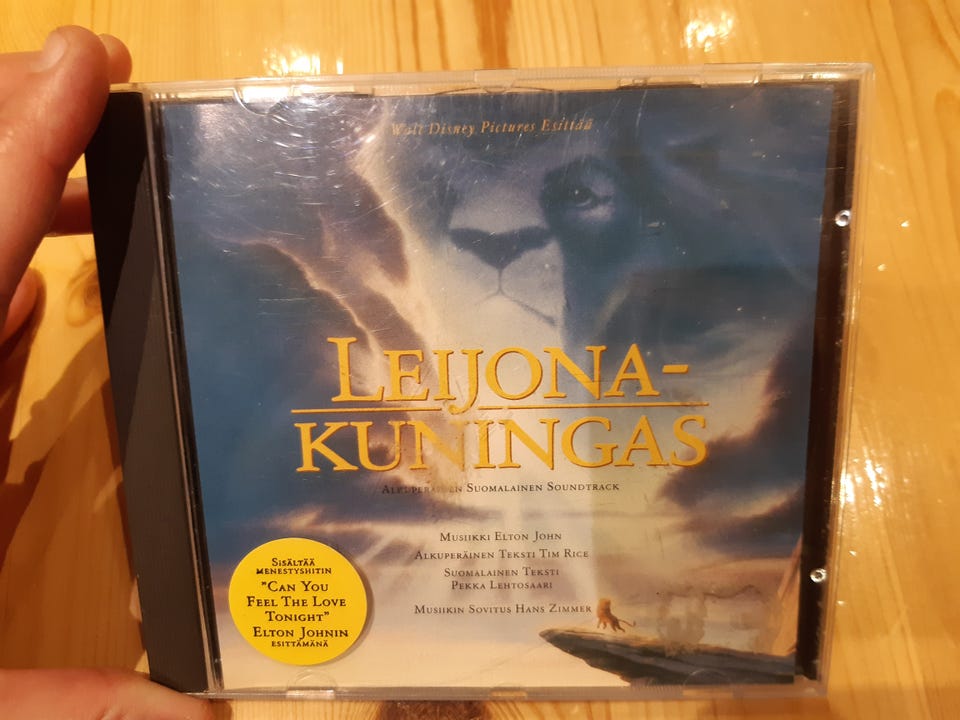 Walt Disney Pictures Esittää
LEIJONA-
KUNINGAS
ALKUPERÄINEN SUOMALAINEN SOUNDTRACK
MUSIIKKI ELTON JOHN
ALKUPERÄINEN TEKSTI TIM RICE
SUOMALAINEN TEKSTI
PEKKA LEHTOSAARI
MUSIIKIN SOVITUS HANS ZIMMER
SISÄLTÄÄ
MENESTYSHITIN
"CAN YOU
FEEL THE LOVE
TONIGHT"
ELTON JOHNIN
ESITTÄMÄNÄ